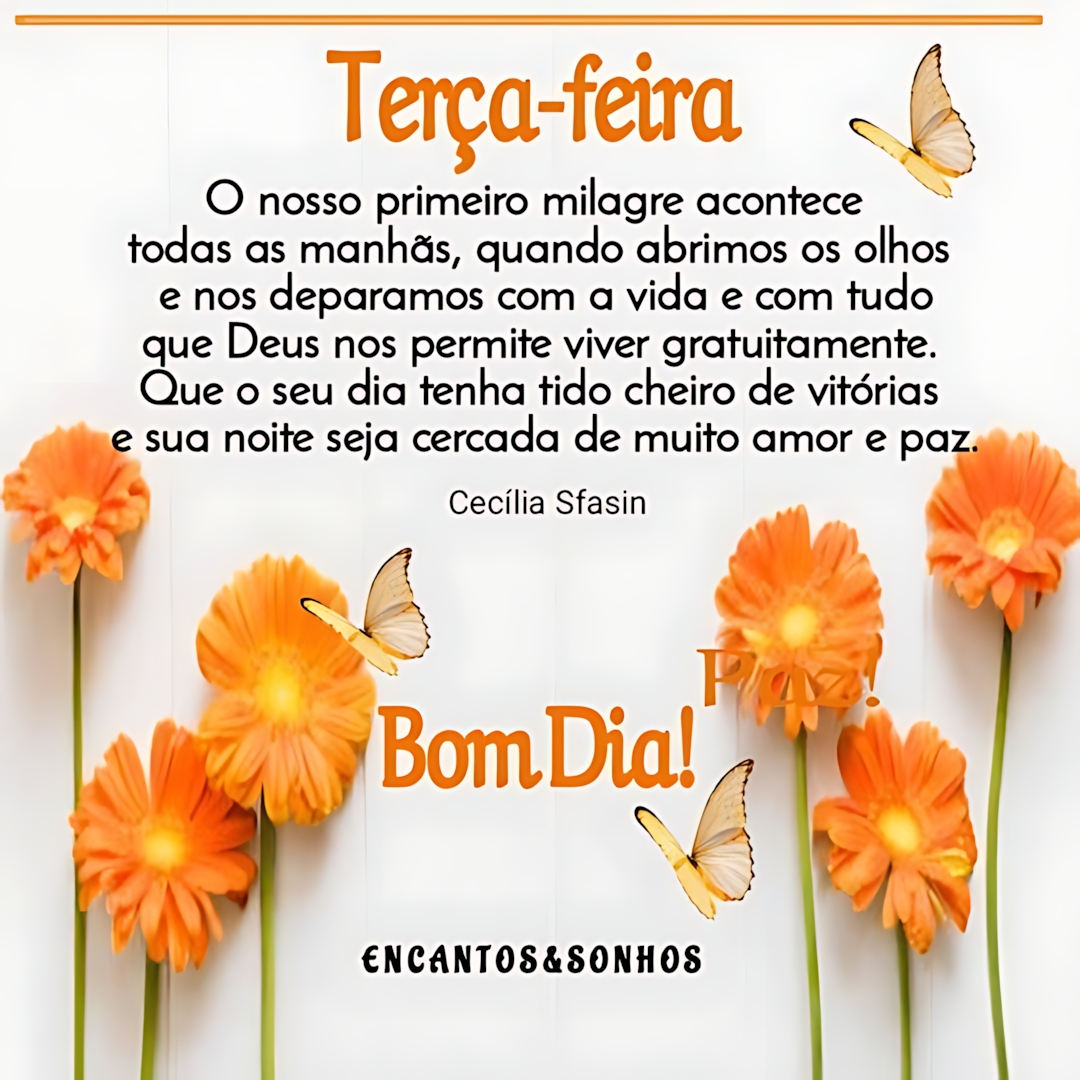 Terça-feira
O nosso primeiro milagre acontece
todas as manhãs, quando abrimos os olhos
e nos deparamos com a vida e com tudo
que Deus nos permite viver gratuitamente.
Que o seu dia tenha tido cheiro de vitórias
e sua noite seja cercada de muito amor e paz.
Cecília Sfasin
Paz!
Bom Dia!
ENCANTOS&SONHOS